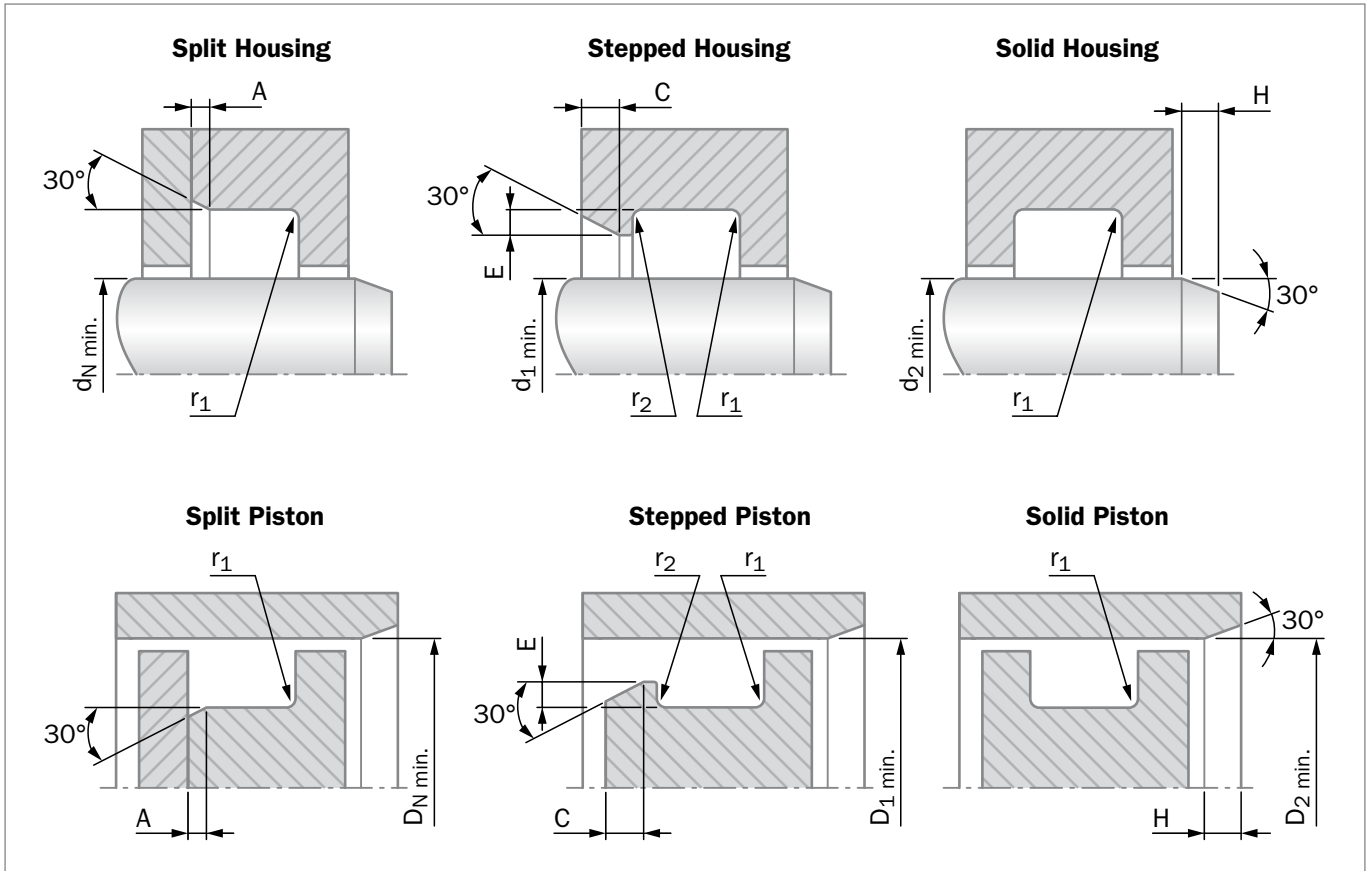 Split Housing
A
30°
dN min.
r1
Stepped Housing
C
30°
E
d1 min.
r2
r1
Solid Housing
H
30°
d2 min.
r1
Split Piston
r1
30°
A
DN min.
Stepped Piston
r2
r1
E
30°
C
D1 min.
Solid Piston
r1
30°
H
D2 min.